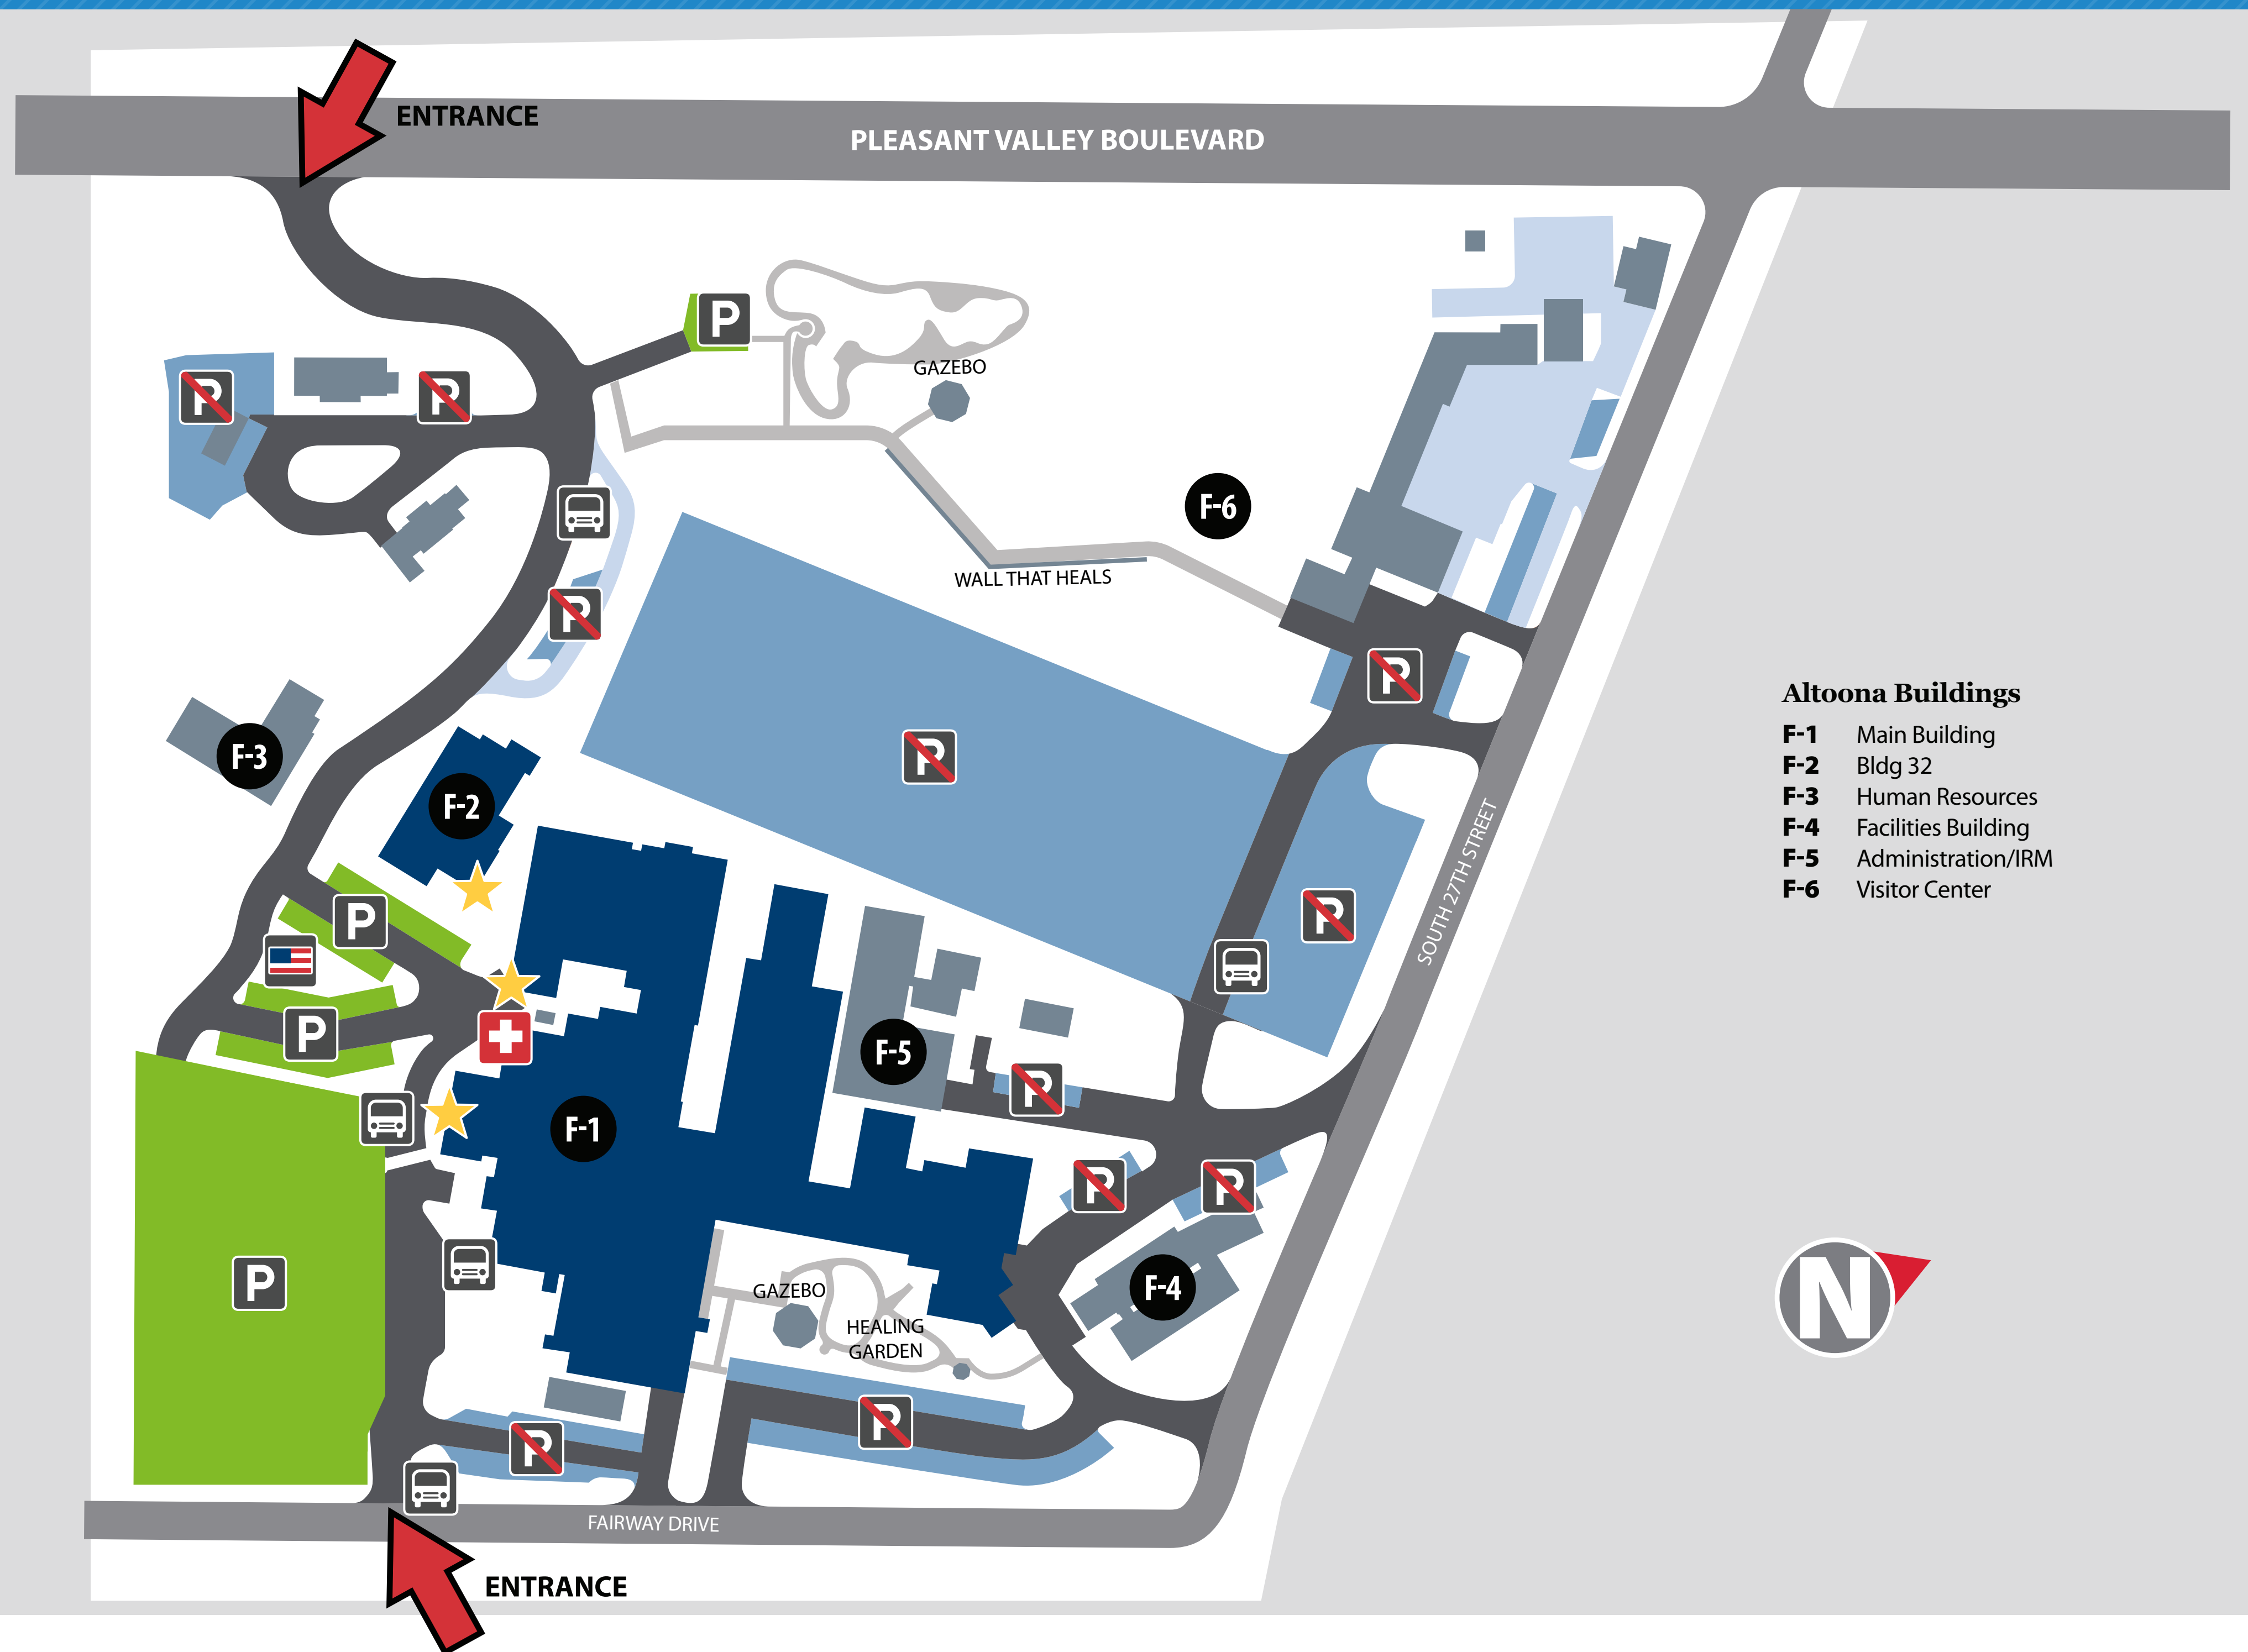 ENTRANCE
PLEASANT VALLEY BOULEVARD
P
GAZEBO
P
P
F-6
WALL THAT HEALS
P
P
F-3
P
F-2
SOUTH 27TH STREET
Altoona Buildings
F-1 Main Building
F-2 Bldg 32
F-3 Human Resources
F-4 Facilities Building
F-5 Administration/IRM
F-6 Visitor Center
P
P
P
F-5
P
F-1
P
P
P
GAZEBO
F-4
HEALING
GARDEN
N
P
P
FAIRWAY DRIVE
ENTRANCE